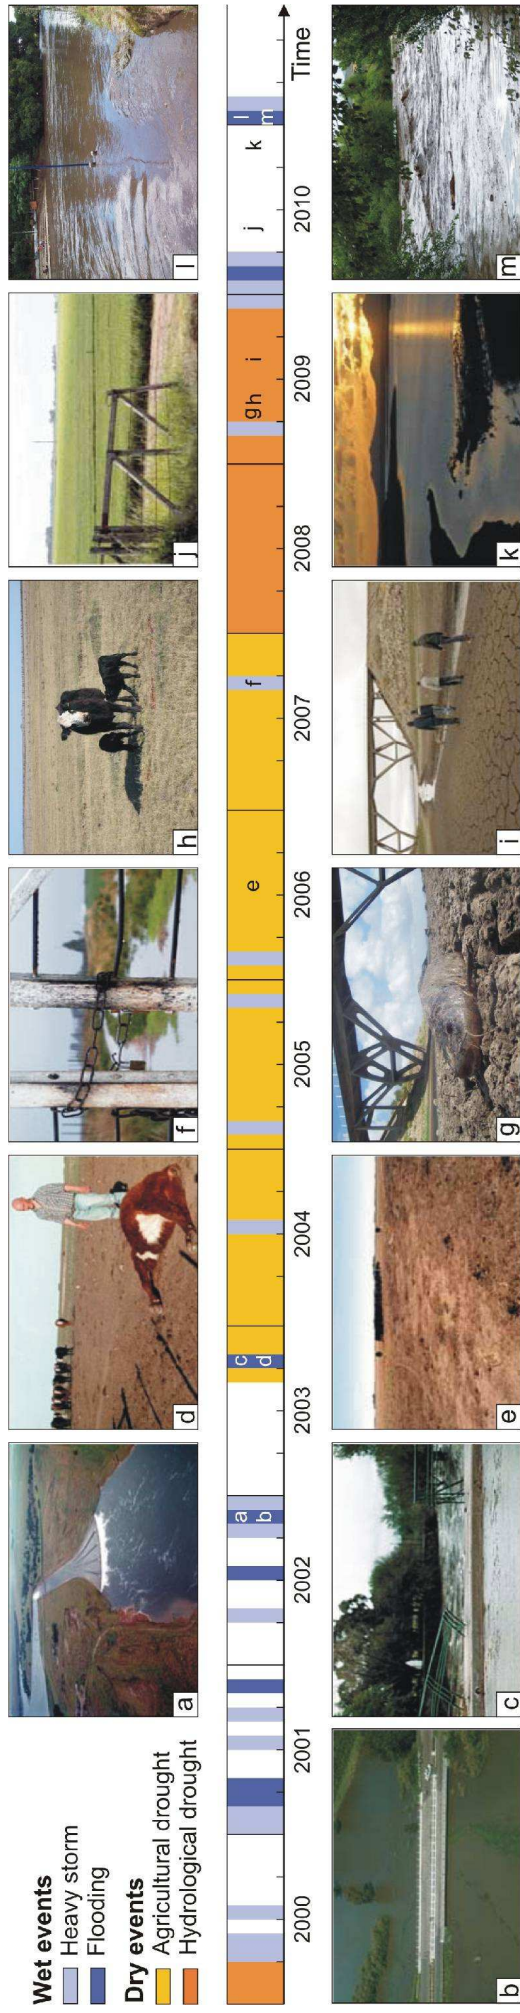 Wet events
Heavy storm
Flooding
Dry events
Agricultural drought
Hydrological drought
a
d
f
h
j
l
a
b
c
d
e
f
g h
i
j
k
l
m
2000
2001
2002
2003
2004
2005
2006
2007
2008
2009
2010
Time
b
c
e
g
i
k
m